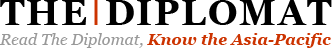 THE|DIPLOMAT
Read The Diplomat, Know the Asia-Pacific